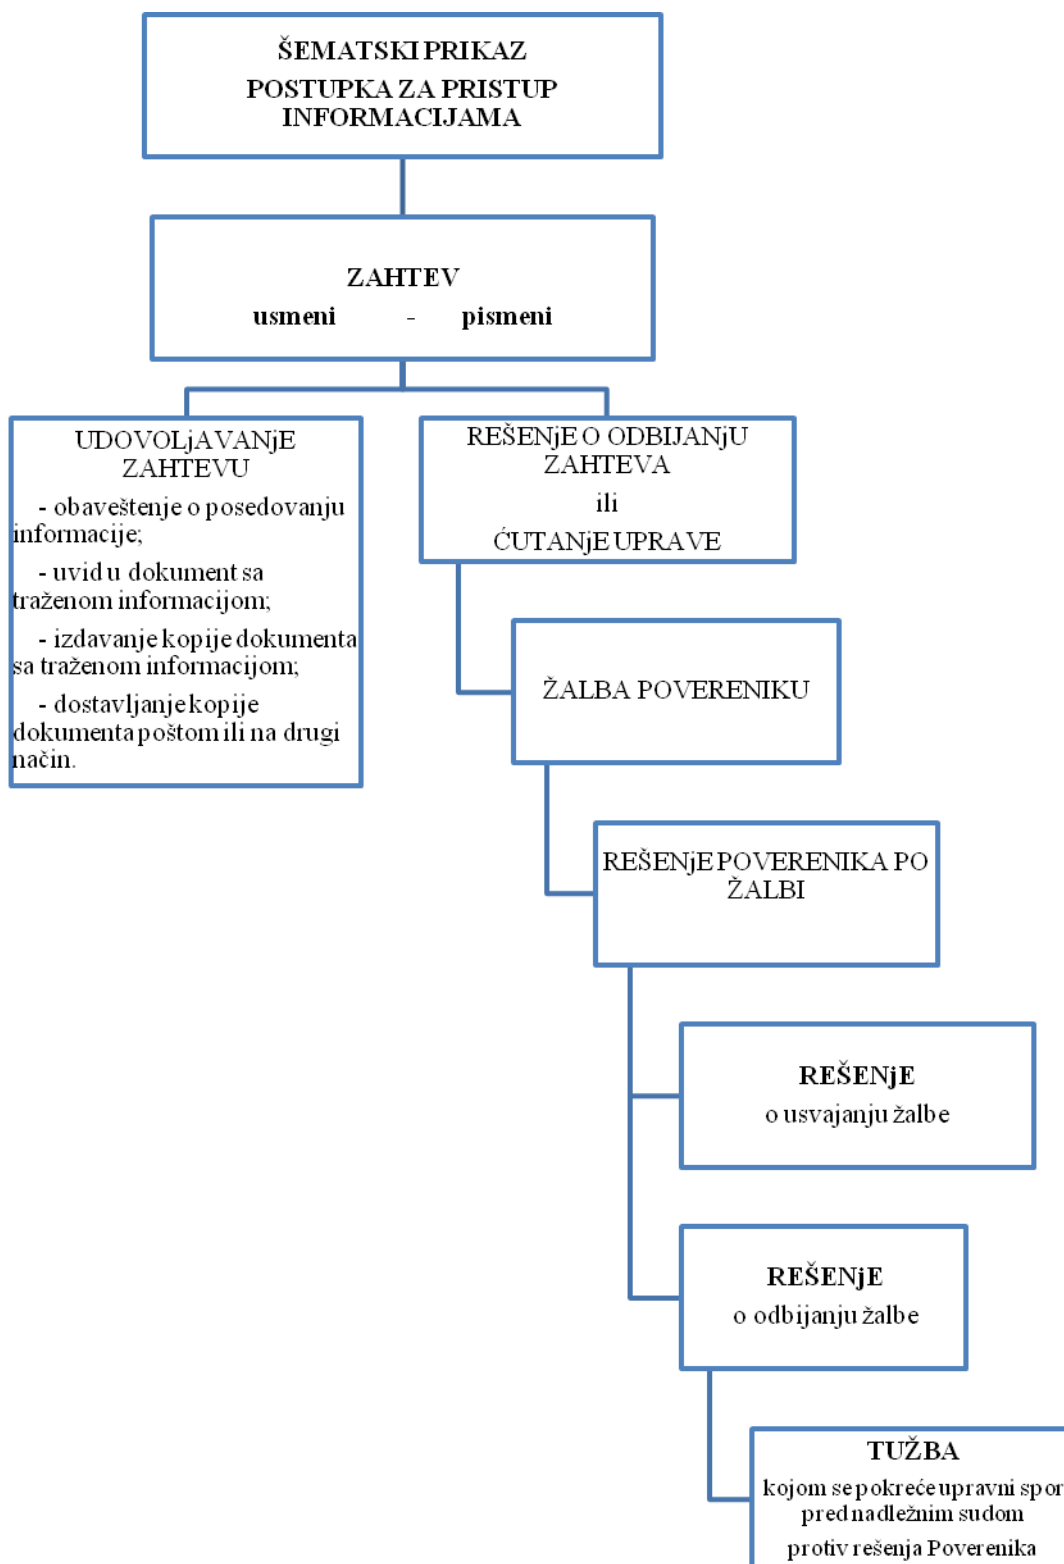 ŠEMATSKI PRIKAZ
POSTUPKA ZA PRISTUP
INFORMACIJAMA
ZAHTEV
usmeni - pismeni
UDOVOLjAVANjE
ZAHTEVU
- obaveštenje o posedovanju
informacije;
- uvid u dokument sa
traženom informacijom;
- izdavanje kopije dokumenta
sa traženom informacijom;
- dostavljanje kopije
dokumenta poštom ili na drugi
način.
REŠENjE O ODBIJANjU
ZAHTEVA
ili
ĆUTANjE UPRAVE
ŽALBA POVERENIKU
REŠENjE POVERENIKA PO
ŽALBI
REŠENjE
o usvajanju žalbe
REŠENjE
o odbijanju žalbe
TUŽBA
kojom se pokreće upravni spor
pred nadležnim sudom
protiv rešenja Poverenika